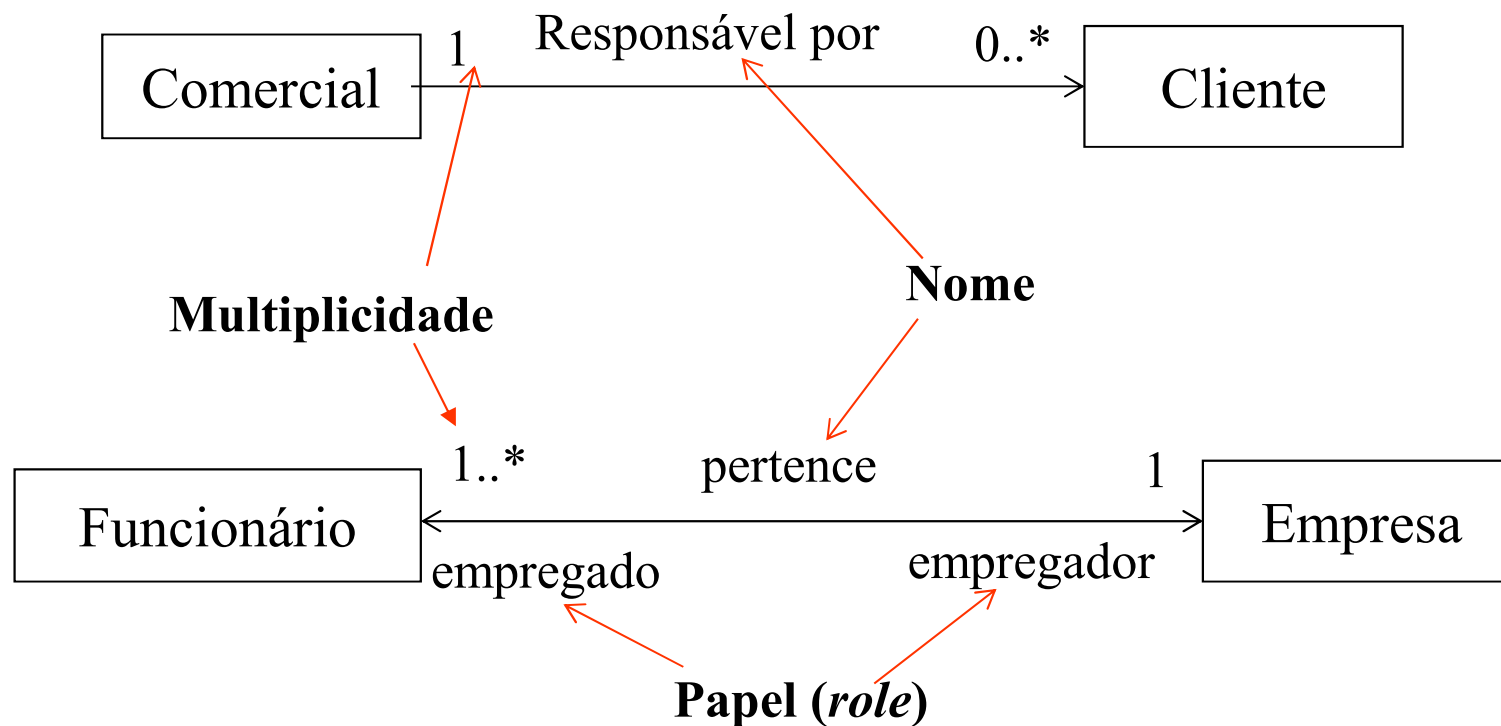 1
Responsável por
0..*
Comercial
Cliente
Nome
Multiplicidade
1..*
pertence
1
Funcionário
Empresa
empregado
empregador
Papel (role)